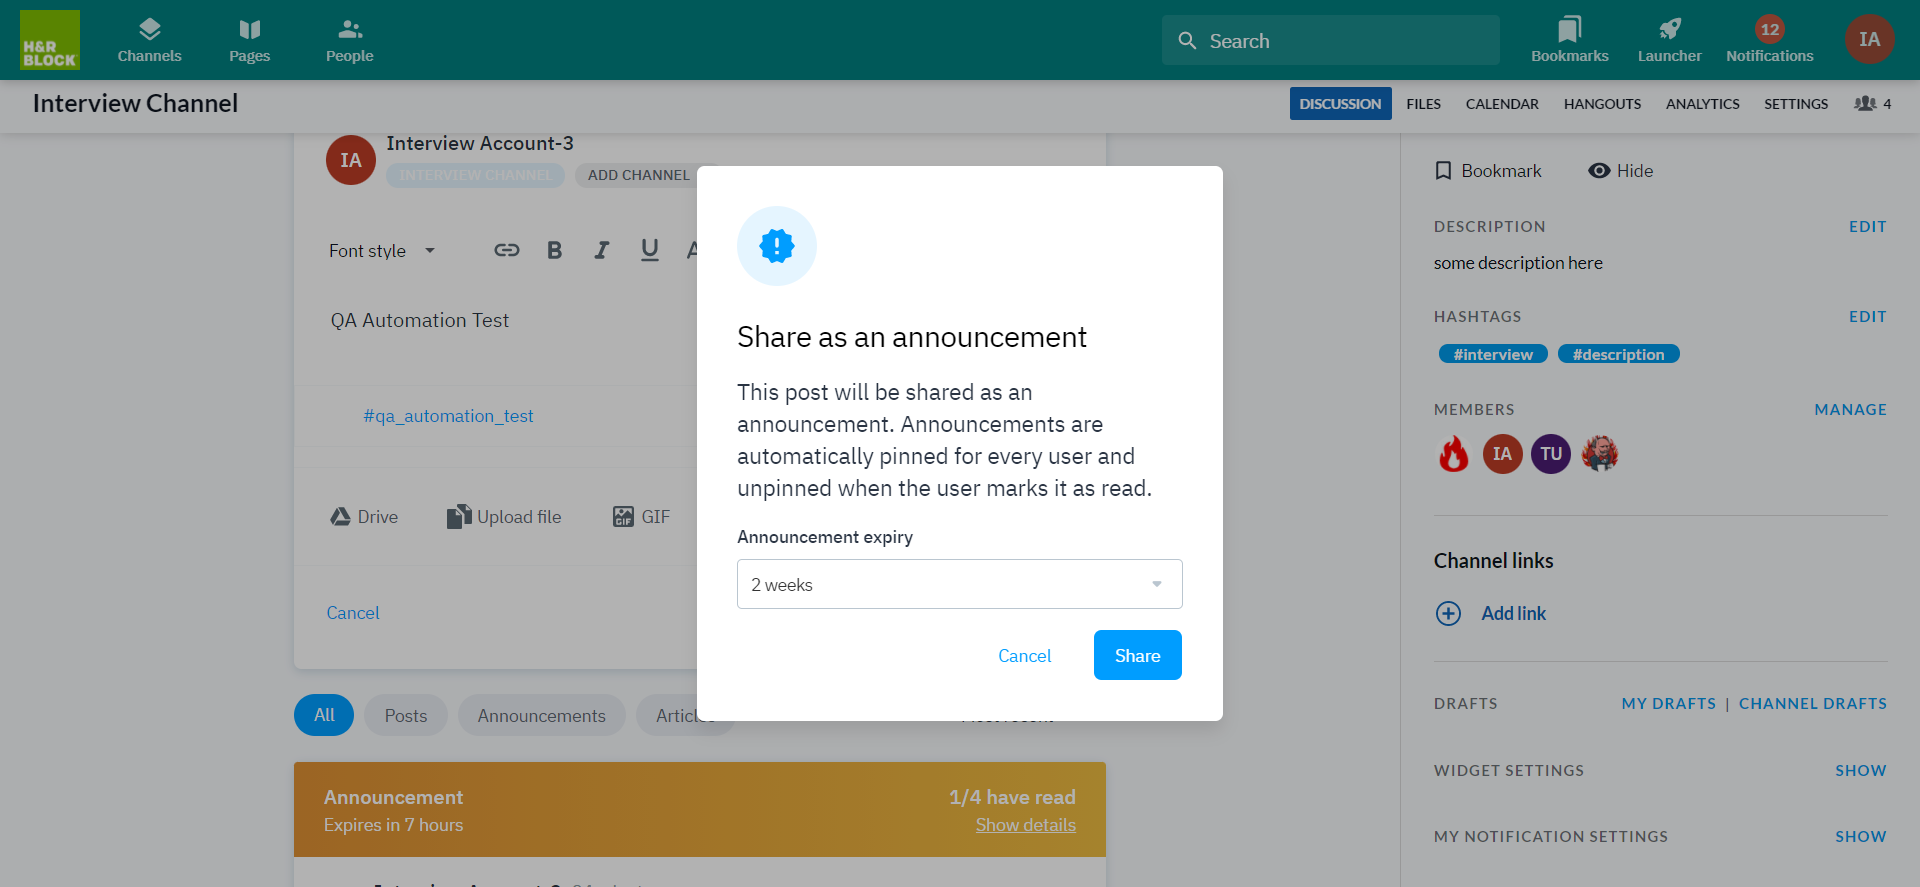 H&R BLOCK
Channels
Pages
People
Search
Bookmarks
Launcher
12
Notifications
IA
Interview Channel
DISCUSSION
FILES
CALENDAR
HANGOUTS
ANALYTICS
SETTINGS
4
IA
Interview Account-3
INTERVIEW CHANNEL
ADD CHANNEL
Font style
B
I
U
QA Automation Test
#qa_automation_test
Drive
Upload file
GIF
GIF
Cancel
Share as an announcement
This post will be shared as an
announcement. Announcements are
automatically pinned for every user and
unpinned when the user marks it as read.
Announcement expiry
2 weeks
Cancel
Share
All
Posts
Announcements
Articles
Announcement
1/4 have read
Expires in 7 hours
Show details
Bookmark
Hide
DESCRIPTION
EDIT
some description here
HASHTAGS
EDIT
#interview
#description
MEMBERS
MANAGE
IA
TU
Channel links
Add link
DRAFTS
MY DRAFTS | CHANNEL DRAFTS
WIDGET SETTINGS
SHOW
MY NOTIFICATION SETTINGS
SHOW